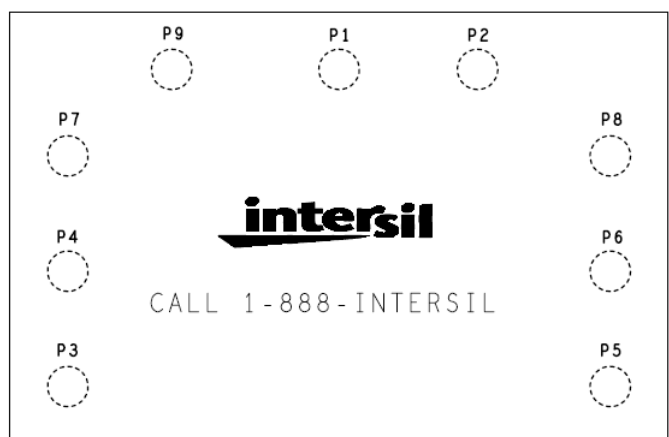 P9 P1 P2
P7 P8
intersil
P4 P6
CALL 1-888-INTERSIL
P3 P5